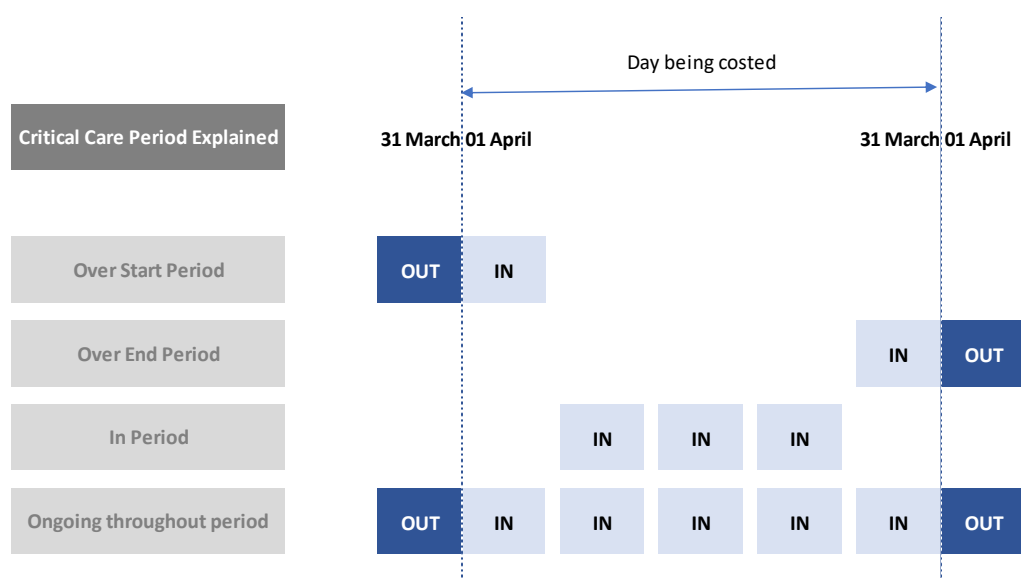 Day being costed
Critical Care Period Explained
31 March 01 April
31 March 01 April
Over Start Period
OUT
IN
Over End Period
IN
OUT
In Period
IN
IN
IN
Ongoing throughout period
OUT
IN
IN
IN
IN
IN
OUT